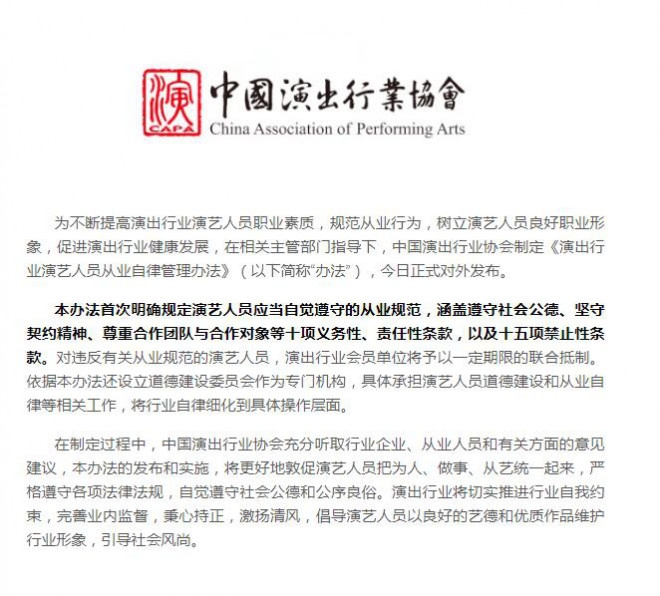 演
CAPA
中國演出行業協會
China Association of Performing Arts
为不断提高演出行业演艺人员职业素质，规范从业行为，树立演艺人员良好职业形
象，促进演出行业健康发展，在相关主管部门指导下，中国演出行业协会制定《演出行
业演艺人员从业自律管理办法》（以下简称“办法”），今日正式对外发布。
本办法首次明确规定演艺人员应当自觉遵守的从业规范，涵盖遵守社会公德、坚守
契约精神、尊重合作团队与合作对象等十项义务性、责任性条款，以及十五项禁止性条
款。对违反有关从业规范的演艺人员，演出行业会员单位将予以一定期限的联合抵制。
依据本办法还设立道德建设委员会作为专门机构，具体承担演艺人员道德建设和从业自
律等相关工作，将行业自律细化到具体操作层面。
在制定过程中，中国演出行业协会充分听取行业企业、从业人员和有关方面的意见
建议，本办法的发布和实施，将更好地敦促演艺人员把为人、做事、从艺统一起来，严
格遵守各项法律法规，自觉遵守社会公德和公序良俗。演出行业将切实推进行业自我约
束，完善业内监督，秉心持正，激扬清风，倡导演艺人员以良好的艺德和优质作品维护
行业形象，引导社会风尚。